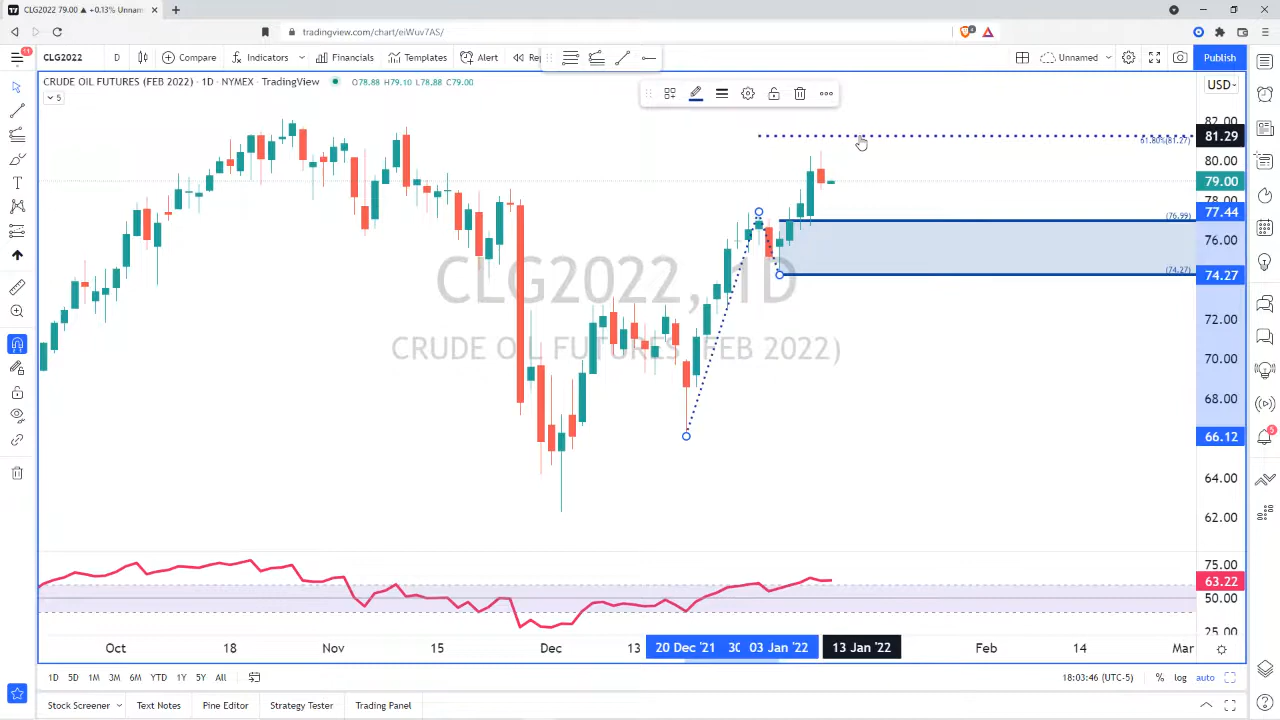 CLG2022 79.00 ▲ +0.13% Unnam
tradingview.com/chart/eiWuv7AS/
11 CLG2022 D Compare Indicators Financials Templates Alert Unnamed Publish
CRUDE OIL FUTURES (FEB 2022) · 1D · NYMEX · TradingView O78.88 H79.10 L78.88 C79.00
5
USD
82.00
81.29
61.80%(81.27)
80.00
79.00
78.00
77.44
(76.99)
76.00
(74.27)
74.27
72.00
70.00
68.00
66.12
64.00
62.00
CLG2022, 1D
CRUDE OIL FUTURES (FEB 2022)
75.00
63.22
50.00
25.00
5
Oct 18 Nov 15 Dec 13 20 Dec '21 30 03 Jan '22 13 Jan '22 Feb 14 Mar
1D 5D 1M 3M 6M YTD 1Y 5Y All 18:03:46 (UTC-5) % log auto
Stock Screener Text Notes Pine Editor Strategy Tester Trading Panel